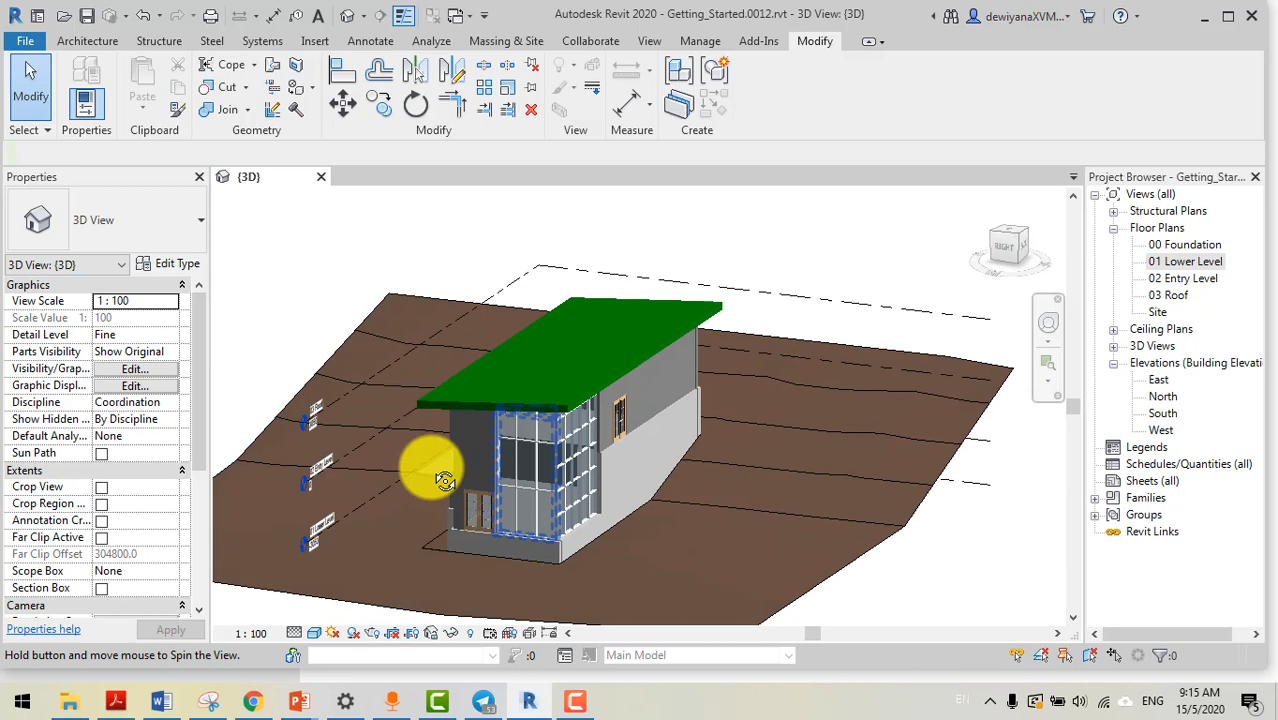 Autodesk Revit 2020 - Getting_Started.0012.rvt - 3D View: {3D}
dewiyanaXVM...
File Architecture Structure Steel Systems Insert Annotate Analyze Massing & Site Collaborate View Manage Add-Ins Modify
Modify
Paste
Cope
Cut
Join
Select Properties Clipboard Geometry Modify View Measure Create
Properties
3D View
3D View: {3D}
Edit Type
Graphics
View Scale 1 : 100
Scale Value 1: 100
Detail Level Fine
Parts Visibility Show Original
Visibility/Grap... Edit...
Graphic Displ... Edit...
Discipline Coordination
Show Hidden ... By Discipline
Default Analy... None
Sun Path
Extents
Crop View
Crop Region ...
Annotation Cr...
Far Clip Active
Far Clip Offset 304800.0
Scope Box None
Section Box
Camera
Properties help
Apply
{3D}
RIGHT
1 : 100
Project Browser - Getting_Star...
Views (all)
Structural Plans
Floor Plans
00 Foundation
01 Lower Level
02 Entry Level
03 Roof
Site
Ceiling Plans
3D Views
Elevations (Building Elevati
East
North
South
West
Legends
Schedules/Quantities (all)
Sheets (all)
Families
Groups
Revit Links
Hold button and move mouse to Spin the View.
:0
Main Model
:0
EN
ENG
9:15 AM
15/5/2020
53
5